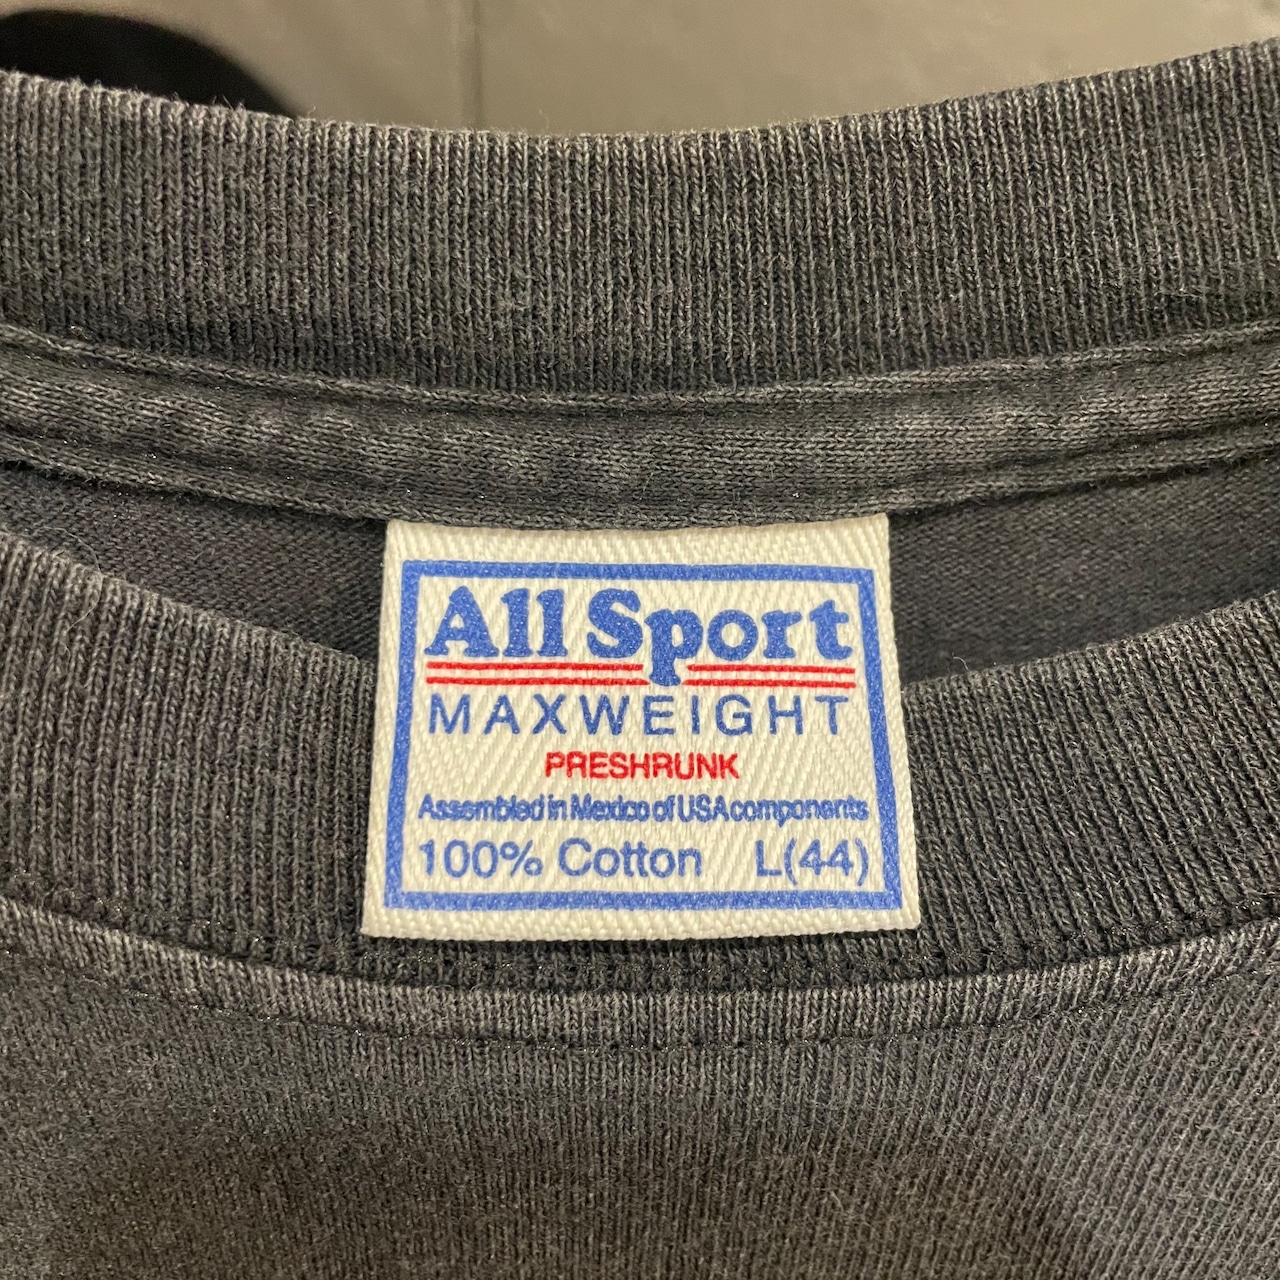 All Sport
MAXWEIGHT
PRESHRUNK
Assembled in Mexico of USA components
100% Cotton L(44)